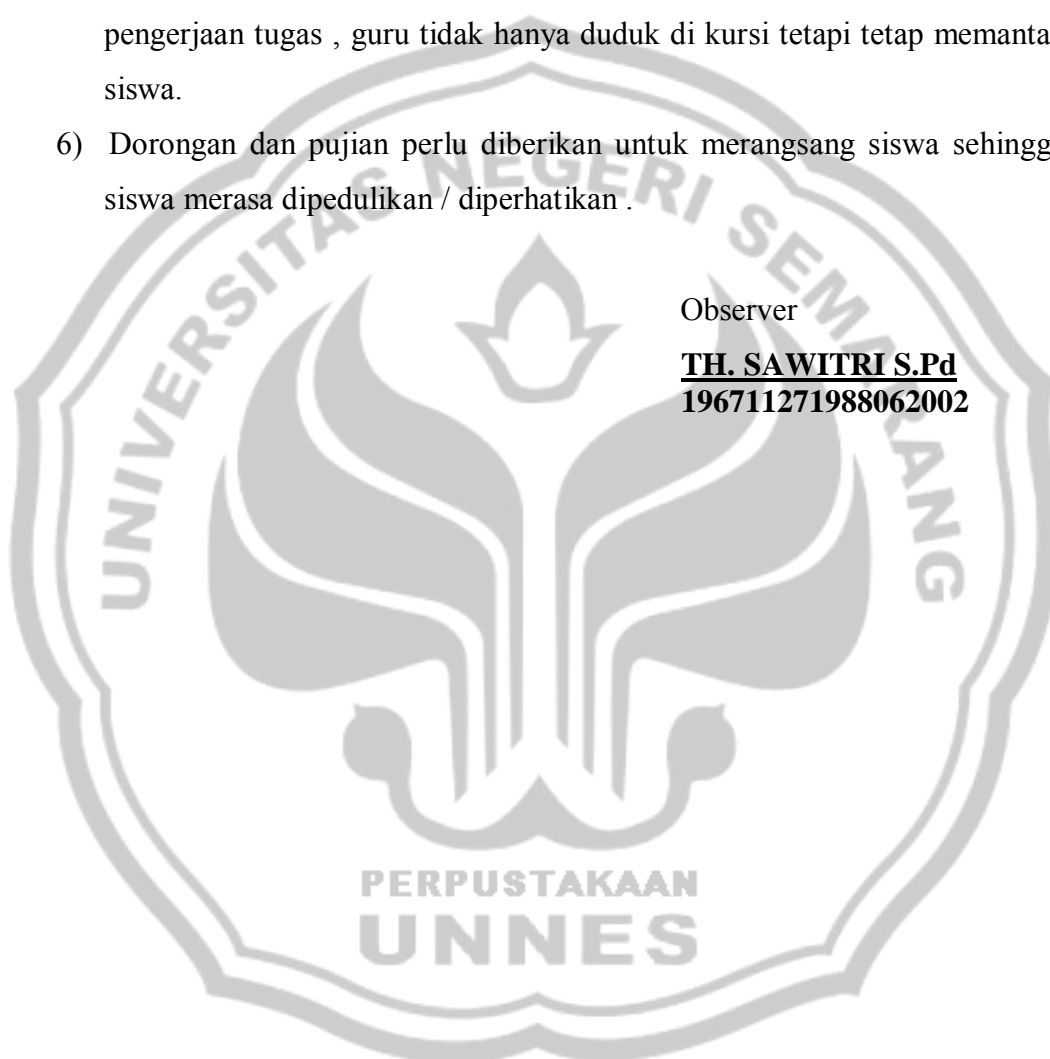 pengerjaan tugas , guru tidak hanya duduk di kursi tetapi tetap memanta
siswa.
6) Dorongan dan pujian perlu diberikan untuk merangsang siswa sehingg
siswa merasa dipedulikan / diperhatikan .
UNIVERSITAS NEGERI SEMARANG
Observer
TH. SAWITRI S.Pd
196711271988062002
PERPUSTAKAAN
UNNES